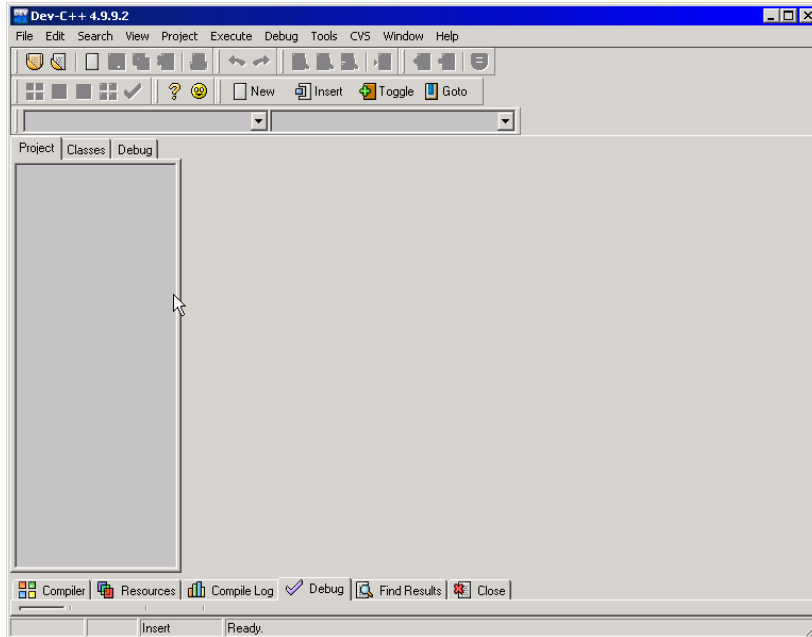 Dev-C++ 4.9.9.2
File Edit Search View Project Execute Debug Tools CVS Window Help
New Insert Toggle Goto
Project Classes Debug
Compiler Resources Compile Log Debug Find Results Close
Insert Ready.